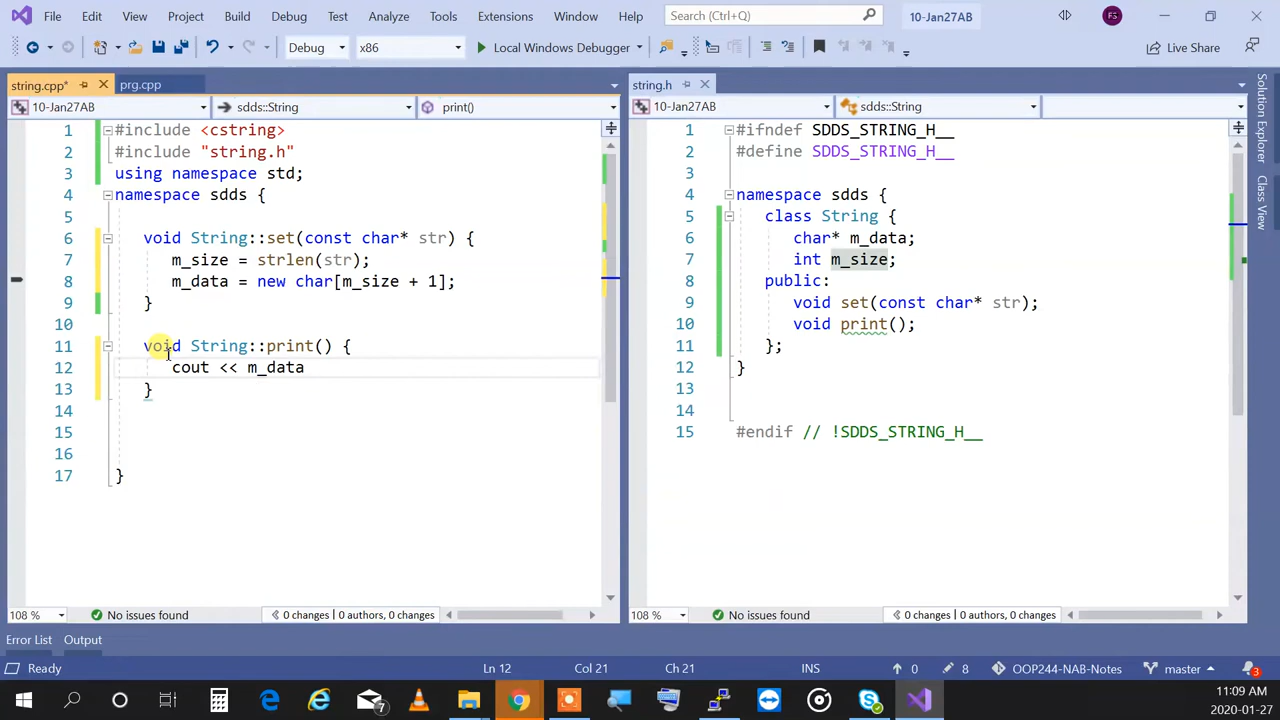 File Edit View Project Build Debug Test Analyze Tools Extensions Window Help Search (Ctrl+Q) 10-Jan27AB FS
Debug x86 Local Windows Debugger Live Share
string.cpp* prg.cpp string.h
10-Jan27AB sdds::String print() 10-Jan27AB sdds::String
1 #include <cstring>
2 #include "string.h"
3 using namespace std;
4 namespace sdds {
5
6 void String::set(const char* str) {
7 m_size = strlen(str);
8 m_data = new char[m_size + 1];
9 }
10
11 void String::print() {
12 cout << m_data
13 }
14
15
16
17 }
108 % No issues found 0 changes | 0 authors, 0 changes
1 #ifndef SDDS_STRING_H__
2 #define SDDS_STRING_H__
3
4 namespace sdds {
5 class String {
6 char* m_data;
7 int m_size;
8 public:
9 void set(const char* str);
10 void print();
11 };
12 }
13
14
15 #endif // !SDDS_STRING_H__
108 % No issues found 0 changes | 0 authors, 0 changes
Solution Explorer
Class View
Error List Output
Ready Ln 12 Col 21 Ch 21 INS 0 8 OOP244-NAB-Notes master 3
7
11:09 AM
2020-01-27